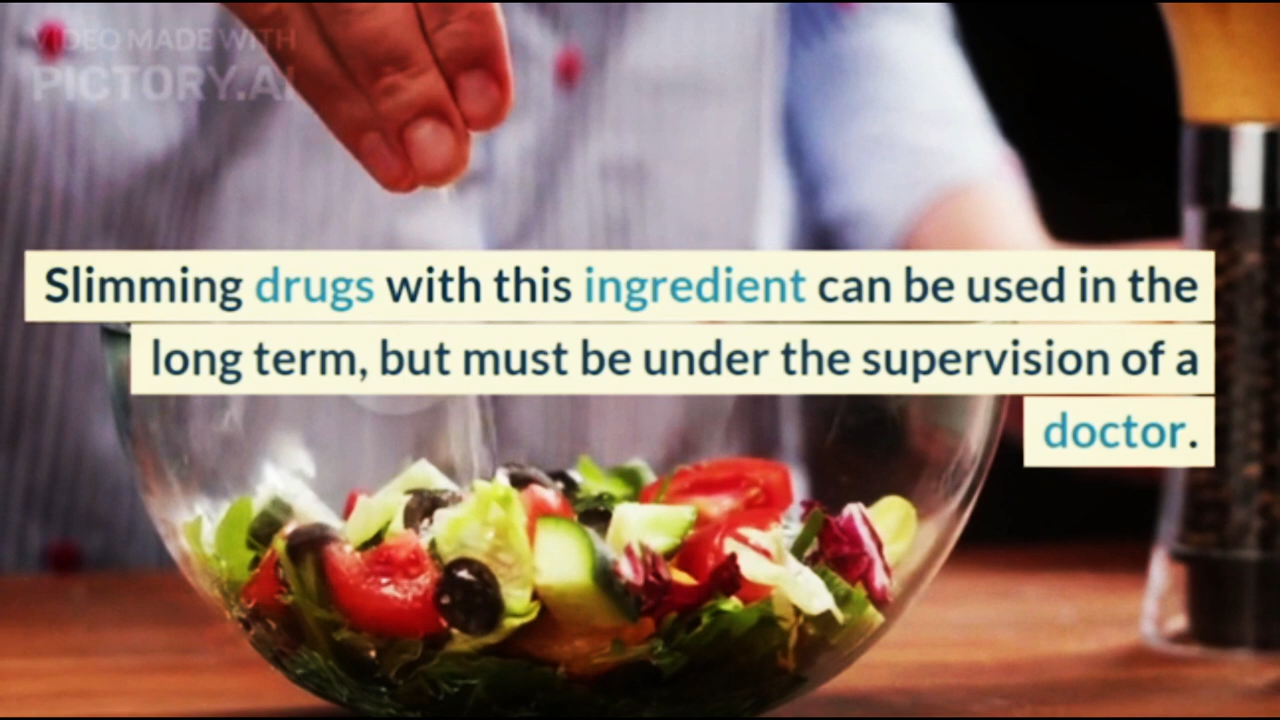 VIDEO MADE WITH
PICTORY.AI
Slimming drugs with this ingredient can be used in the
long term, but must be under the supervision of a
doctor.